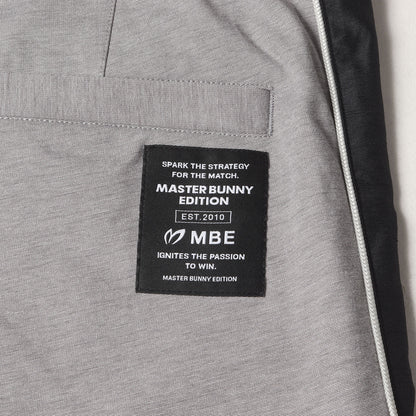 SPARK THE STRATEGY
FOR THE MATCH.
MASTER BUNNY
EDITION
EST.2010
MBE
IGNITES THE PASSION
TO WIN.
MASTER BUNNY EDITION